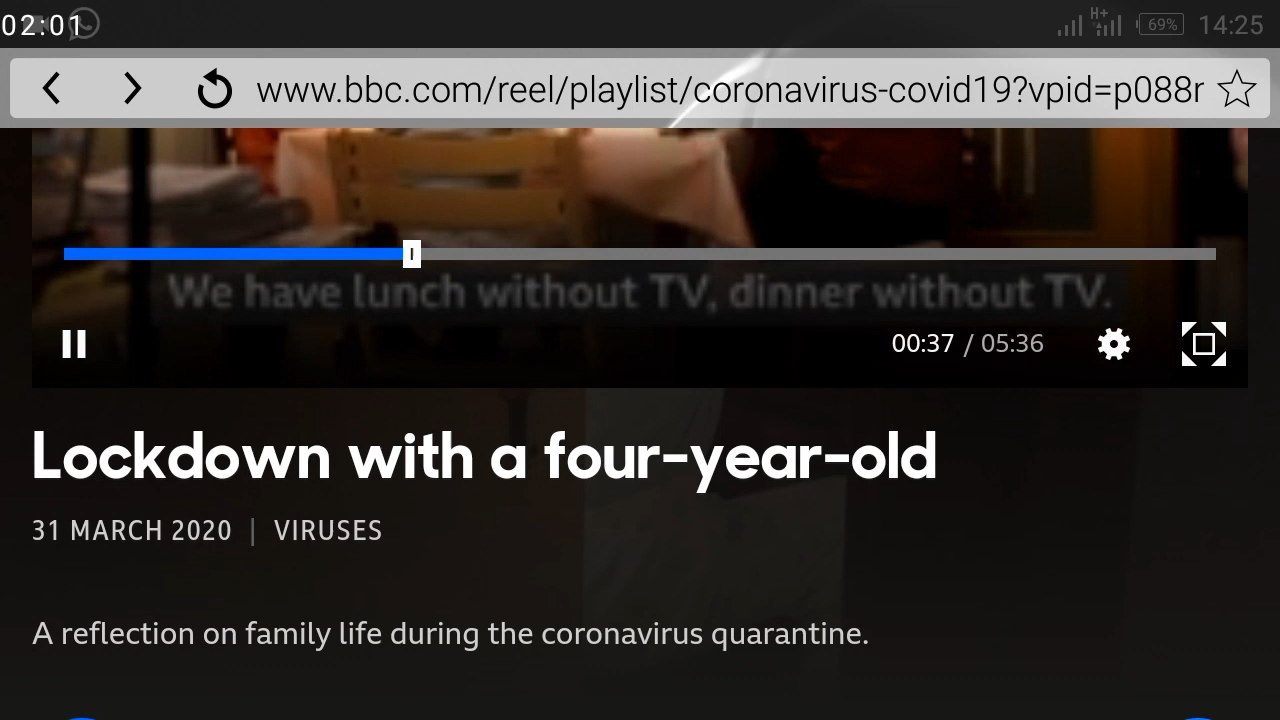 02:01
H+
69%
14:25
www.bbc.com/reel/playlist/coronavirus-covid19?vpid=p088r
We have lunch without TV, dinner without TV.
00:37 / 05:36
Lockdown with a four-year-old
31 MARCH 2020 | VIRUSES
A reflection on family life during the coronavirus quarantine.